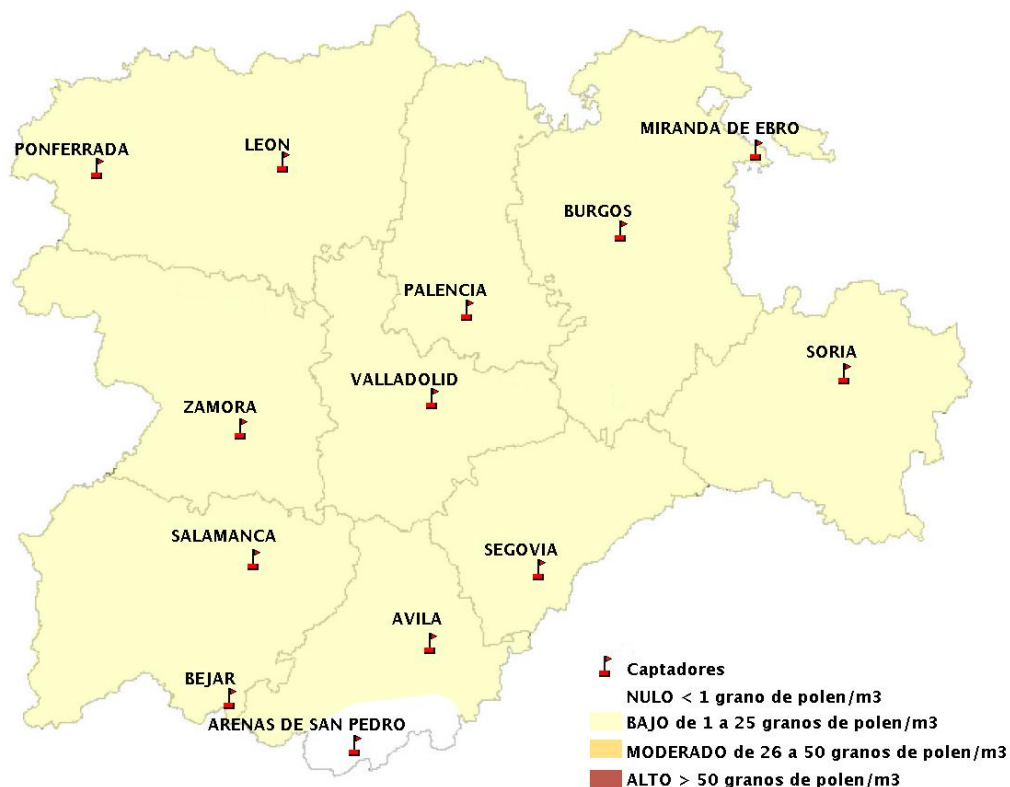 MIRANDA DE EBRO
PONFERRADA
LEON
BURGOS
PALENCIA
SORIA
VALLADOLID
ZAMORA
SALAMANCA
SEGOVIA
AVILA
BEJAR
ARENAS DE SAN PEDRO
Captadores
NULO < 1 grano de polen/m3
BAJO de 1 a 25 granos de polen/m3
MODERADO de 26 a 50 granos de polen/m3
ALTO > 50 granos de polen/m3